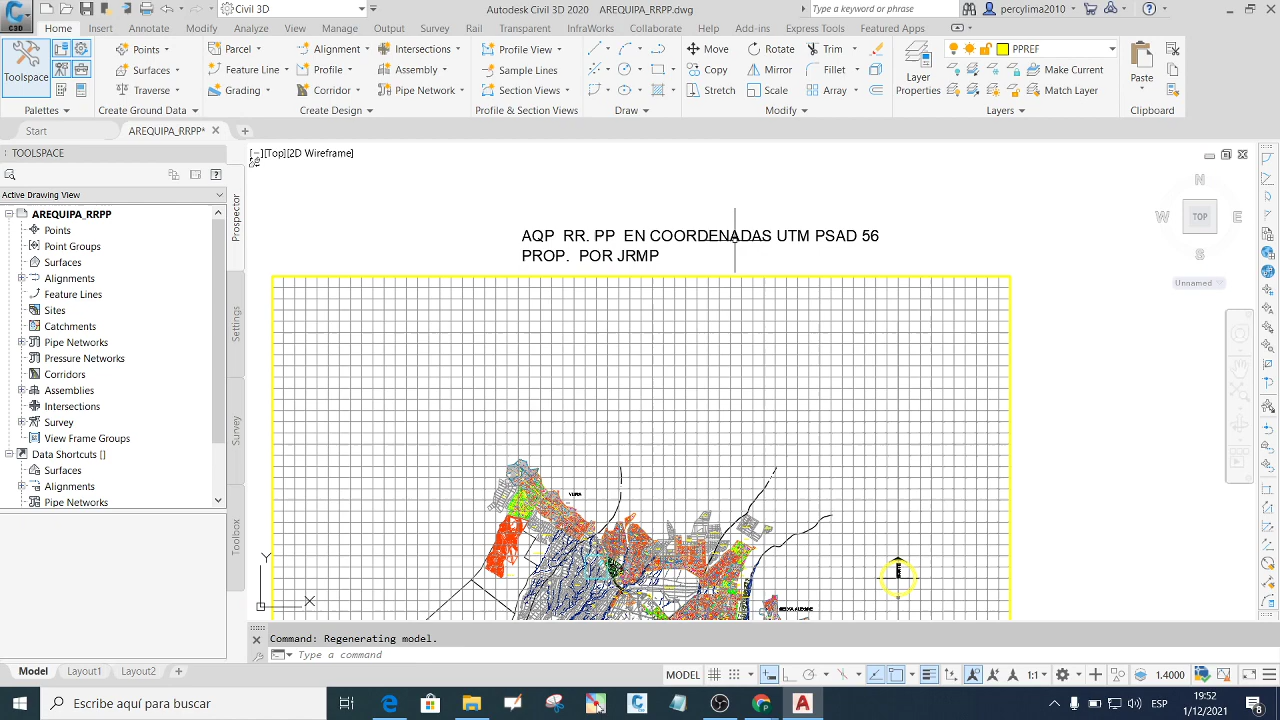 C3D
Civil 3D
Autodesk Civil 3D 2020 AREQUIPA_RRPP.dwg
Type a keyword or phrase
percylima2010
Home Insert Annotate Modify Analyze View Manage Output Survey Rail Transparent InfraWorks Collaborate Help Add-ins Express Tools Featured Apps
Toolspace
Points
Surfaces
Traverse
Parcel
Feature Line
Grading
Alignment
Profile
Corridor
Intersections
Assembly
Pipe Network
Profile View
Sample Lines
Section Views
Move
Copy
Stretch
Rotate
Mirror
Scale
Trim
Fillet
Array
Layer
Properties
PPREF
Make Current
Match Layer
Paste
Palettes
Create Ground Data
Create Design
Profile & Section Views
Draw
Modify
Layers
Clipboard
Start
AREQUIPA_RRPP*
TOOLSPACE
Active Drawing View
AREQUIPA_RRPP
Points
Point Groups
Surfaces
Alignments
Feature Lines
Sites
Catchments
Pipe Networks
Pressure Networks
Corridors
Assemblies
Intersections
Survey
View Frame Groups
Data Shortcuts []
Surfaces
Alignments
Pipe Networks
Prospector
Settings
Survey
Toolbox
[−][Top][2D Wireframe]
AQP RR. PP EN COORDENADAS UTM PSAD 56
PROP. POR JRMP
N
W TOP E
S
Unnamed
Y
X
Command: Regenerating model.
Type a command
Model Layout1 Layout2 +
MODEL
1:1
1.4000
Escribe aquí para buscar
ESP
19:52
1/12/2021
8